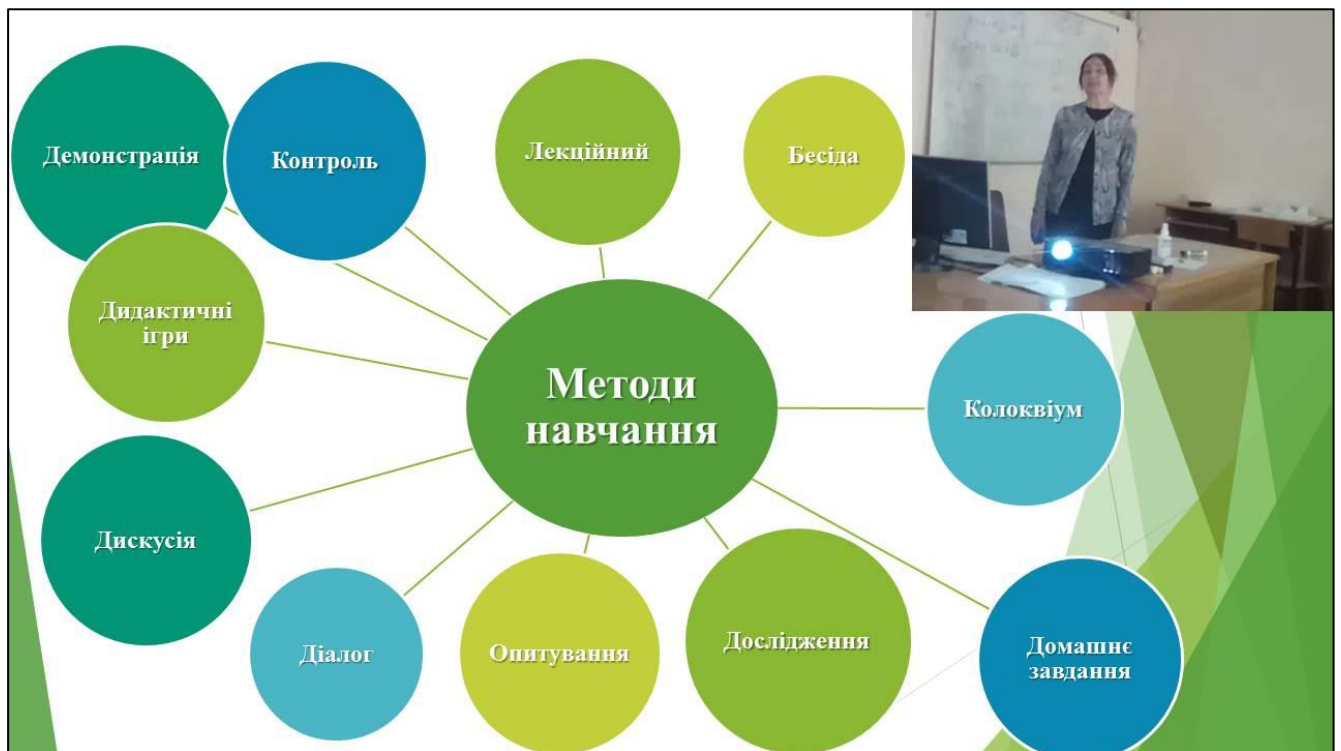 Демонстрація
Контроль
Лекційний
Бесіда
Дидактичні
ігри
Методи
навчання
Колоквіум
Дискусія
Діалог
Опитування
Дослідження
Домашнє
завдання